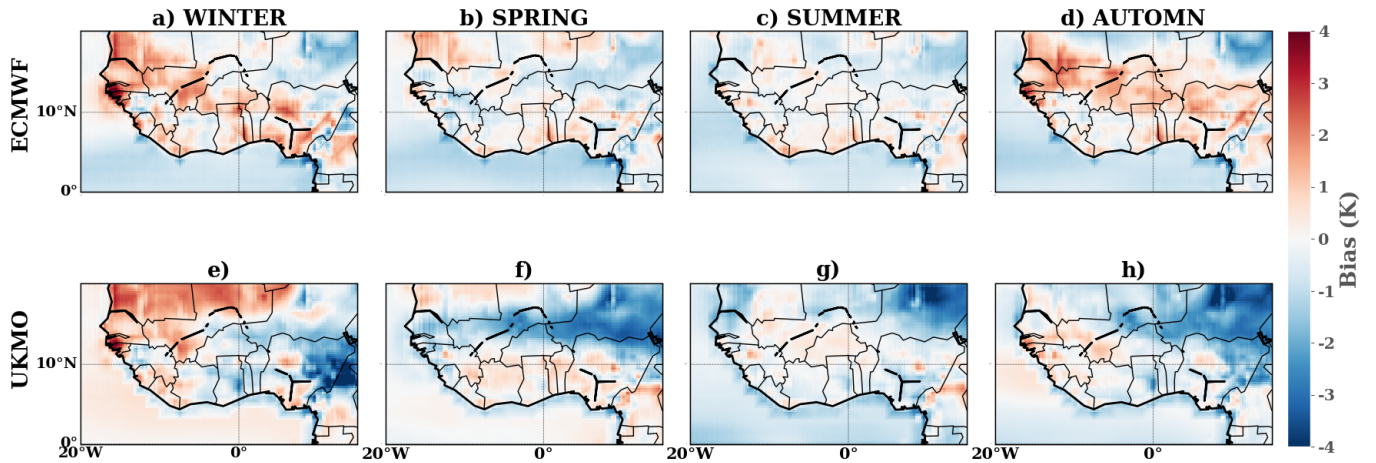 a) WINTER
b) SPRING
c) SUMMER
d) AUTOMN
ECMWF
10°N
0°
e)
f)
g)
h)
UKMO
10°N
0°
20°W
0°
20°W
0°
20°W
0°
20°W
0°
4
3
2
1
0
-1
-2
-3
-4
Bias (K)